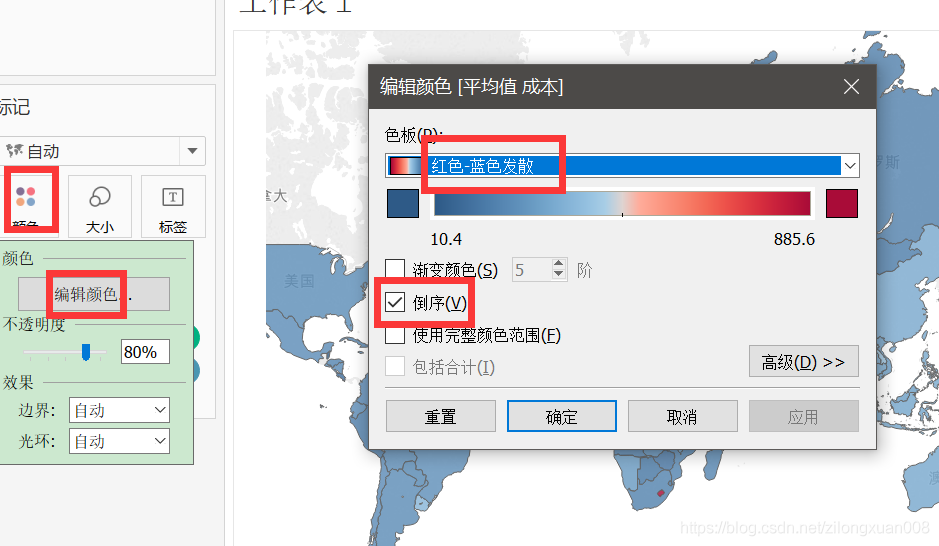 工作表 1
标记
自动
颜色
大小
标签
颜色
编辑颜色...
不透明度
80%
效果
边界:
自动
光环:
自动
拿大
美国
罗斯
编辑颜色 [平均值 成本]
色板(P):
红色-蓝色发散
10.4
885.6
渐变颜色(S)
5
阶
倒序(V)
使用完整颜色范围(F)
包括合计(I)
高级(D) >>
重置
确定
取消
应用
澳
https://blog.csdn.net/zilongxuan008